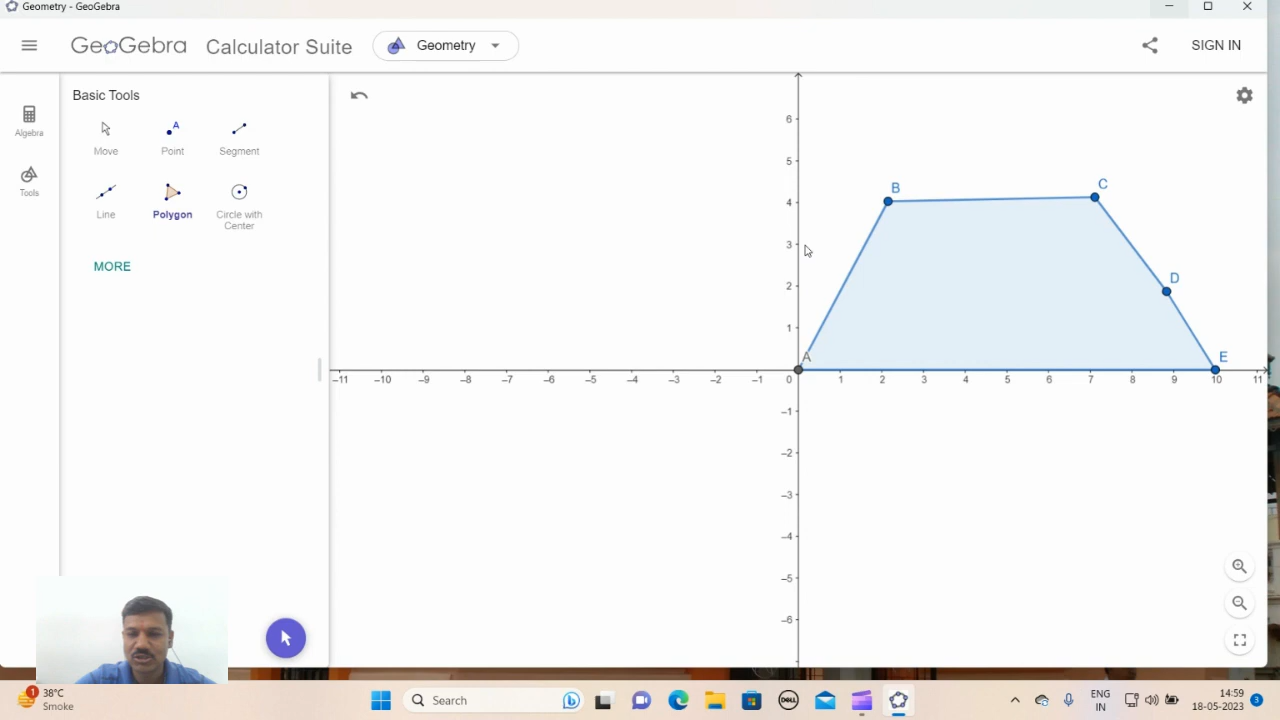 Geometry - GeoGebra
GeoGebra Calculator Suite Geometry SIGN IN
Basic Tools
Algebra
Tools
Move Point Segment
A
Line Polygon Circle with Center
MORE
6
5
4
3
2
1
0
–1
–2
–3
–4
–5
–6
–11 –10 –9 –8 –7 –6 –5 –4 –3 –2 –1 1 2 3 4 5 6 7 8 9 10 11
A
B
C
D
E
1
38°C
Smoke
Search
DELL
ENG
IN
14:59
18-05-2023
3